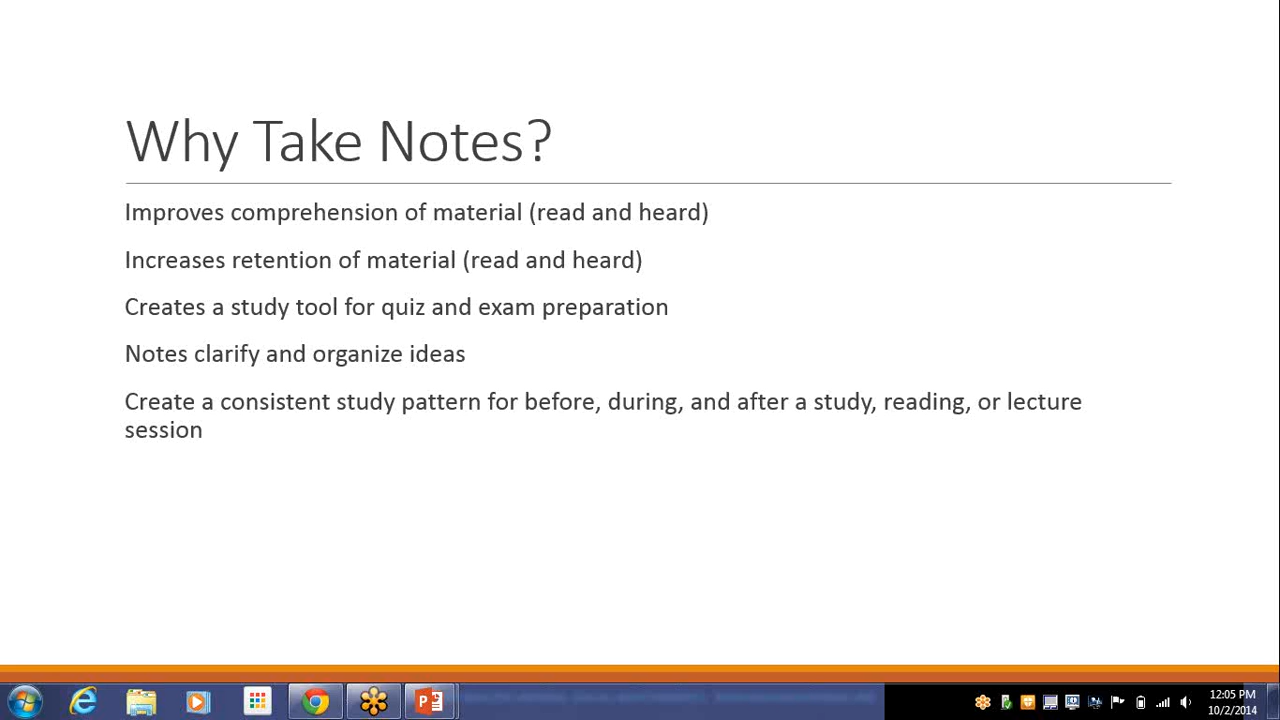 Why Take Notes?
Improves comprehension of material (read and heard)
Increases retention of material (read and heard)
Creates a study tool for quiz and exam preparation
Notes clarify and organize ideas
Create a consistent study pattern for before, during, and after a study, reading, or lecture
session
12:05 PM
10/2/2014